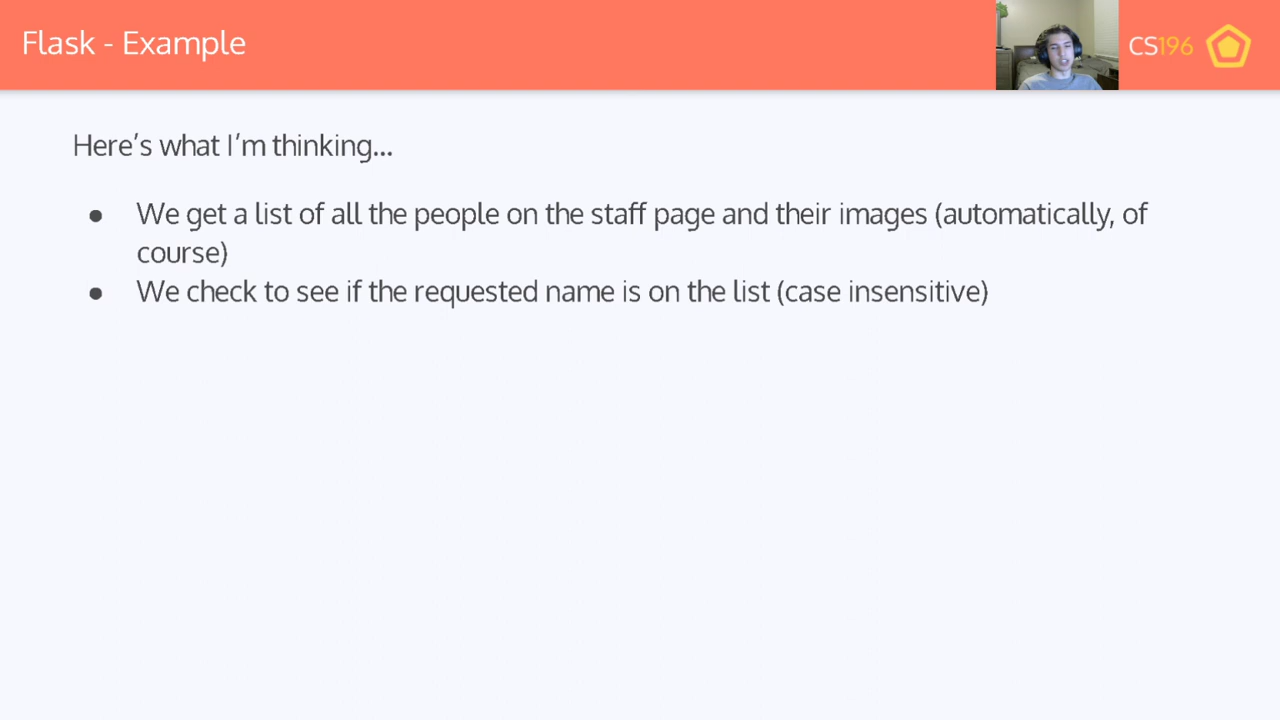 Flask - Example
CS196
Here's what I'm thinking...
● We get a list of all the people on the staff page and their images (automatically, of
course)
● We check to see if the requested name is on the list (case insensitive)